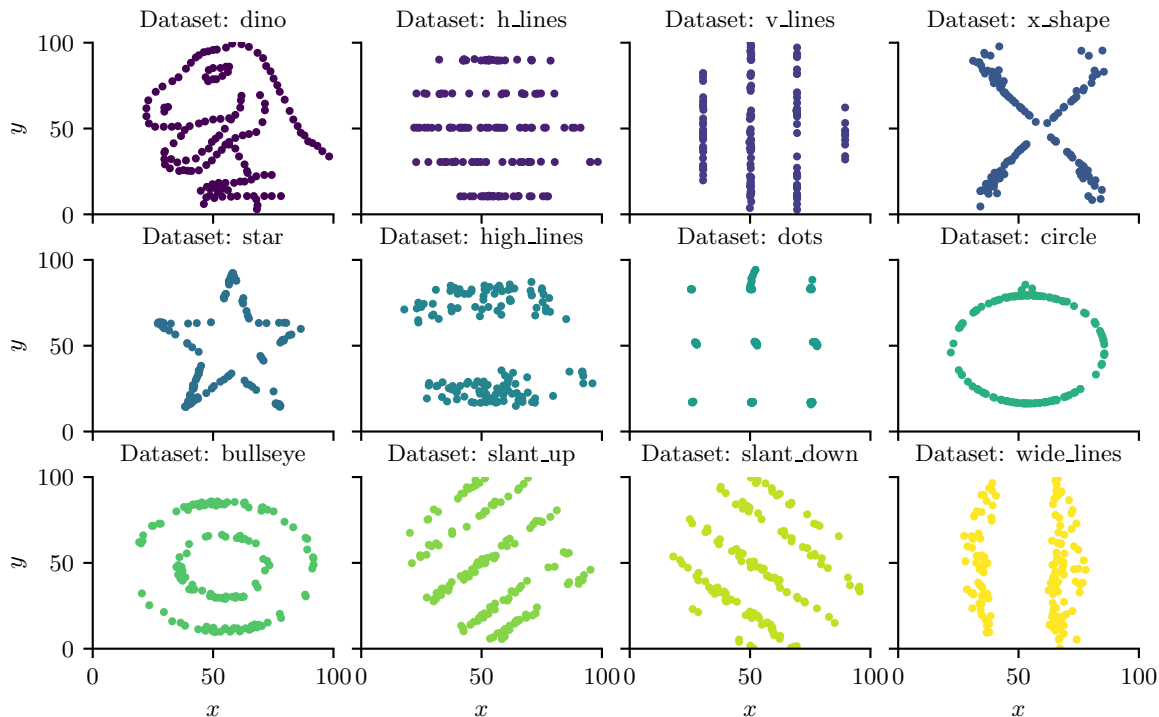 Dataset: dino Dataset: h_lines Dataset: v_lines Dataset: x_shape
100
50
0
y
Dataset: star Dataset: high_lines Dataset: dots Dataset: circle
100
50
0
y
Dataset: bullseye Dataset: slant_up Dataset: slant_down Dataset: wide_lines
100
50
0
y
0 50 100 0 50 100 0 50 100 0 50 100
x x x x